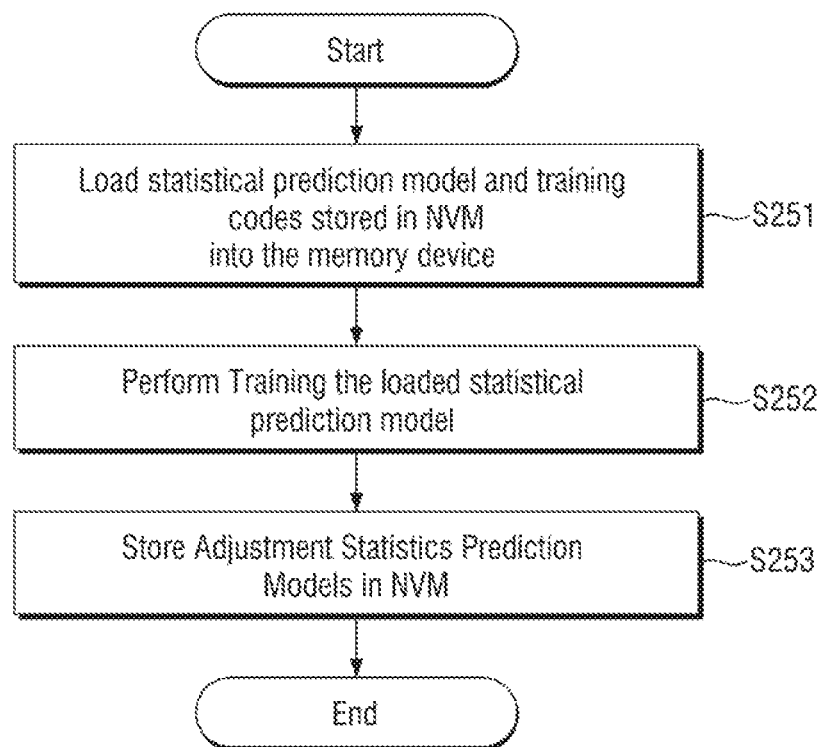 Start
Load statistical prediction model and training
codes stored in NVM
into the memory device
S251
Perform Training the loaded statistical
prediction model
S252
Store Adjustment Statistics Prediction
Models in NVM
S253
End